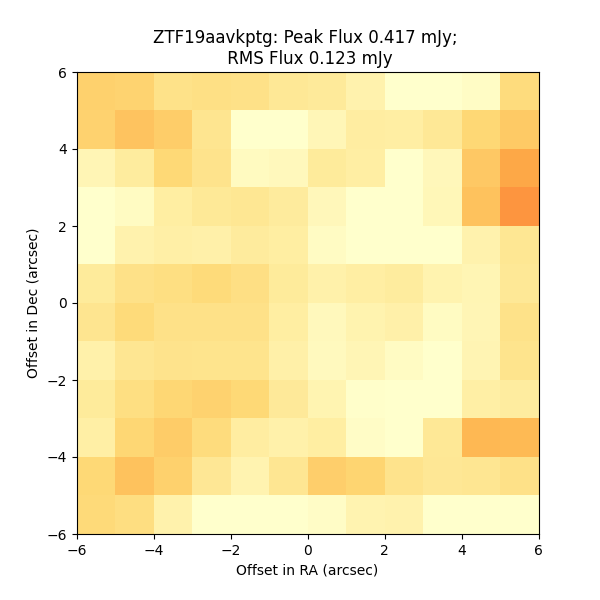 ZTF19aavkptg: Peak Flux 0.417 mJy;
RMS Flux 0.123 mJy
6
4
2
0
−2
−4
−6
Offset in Dec (arcsec)
−6 −4 −2 0 2 4 6
Offset in RA (arcsec)